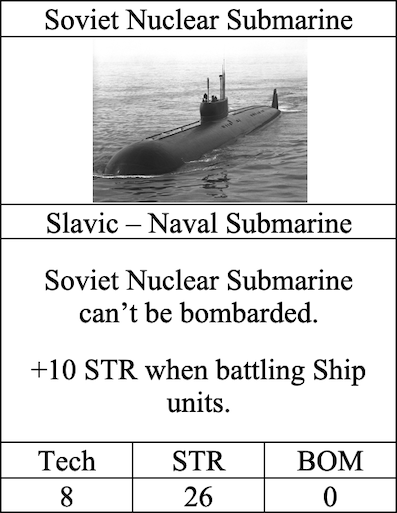 Soviet Nuclear Submarine
Slavic – Naval Submarine
Soviet Nuclear Submarine
can’t be bombarded.
+10 STR when battling Ship
units.
Tech STR BOM
8 26 0